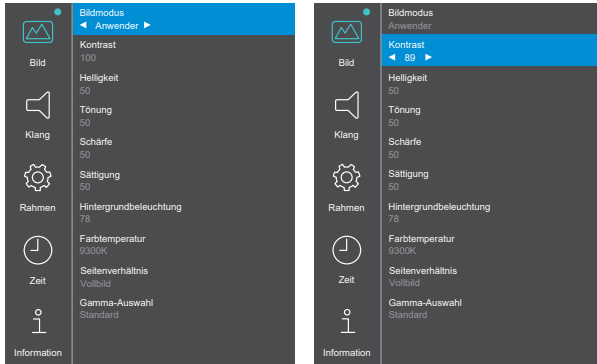 Bild
Klang
Rahmen
Zeit
Information
Bildmodus
◄ Anwender ►
Kontrast
100
Helligkeit
50
Tönung
50
Schärfe
50
Sättigung
50
Hintergrundbeleuchtung
78
Farbtemperatur
9300K
Seitenverhältnis
Vollbild
Gamma-Auswahl
Standard
Bild
Klang
Rahmen
Zeit
Information
Bildmodus
Anwender
Kontrast
◄ 89 ►
Helligkeit
50
Tönung
50
Schärfe
50
Sättigung
50
Hintergrundbeleuchtung
78
Farbtemperatur
9300K
Seitenverhältnis
Vollbild
Gamma-Auswahl
Standard